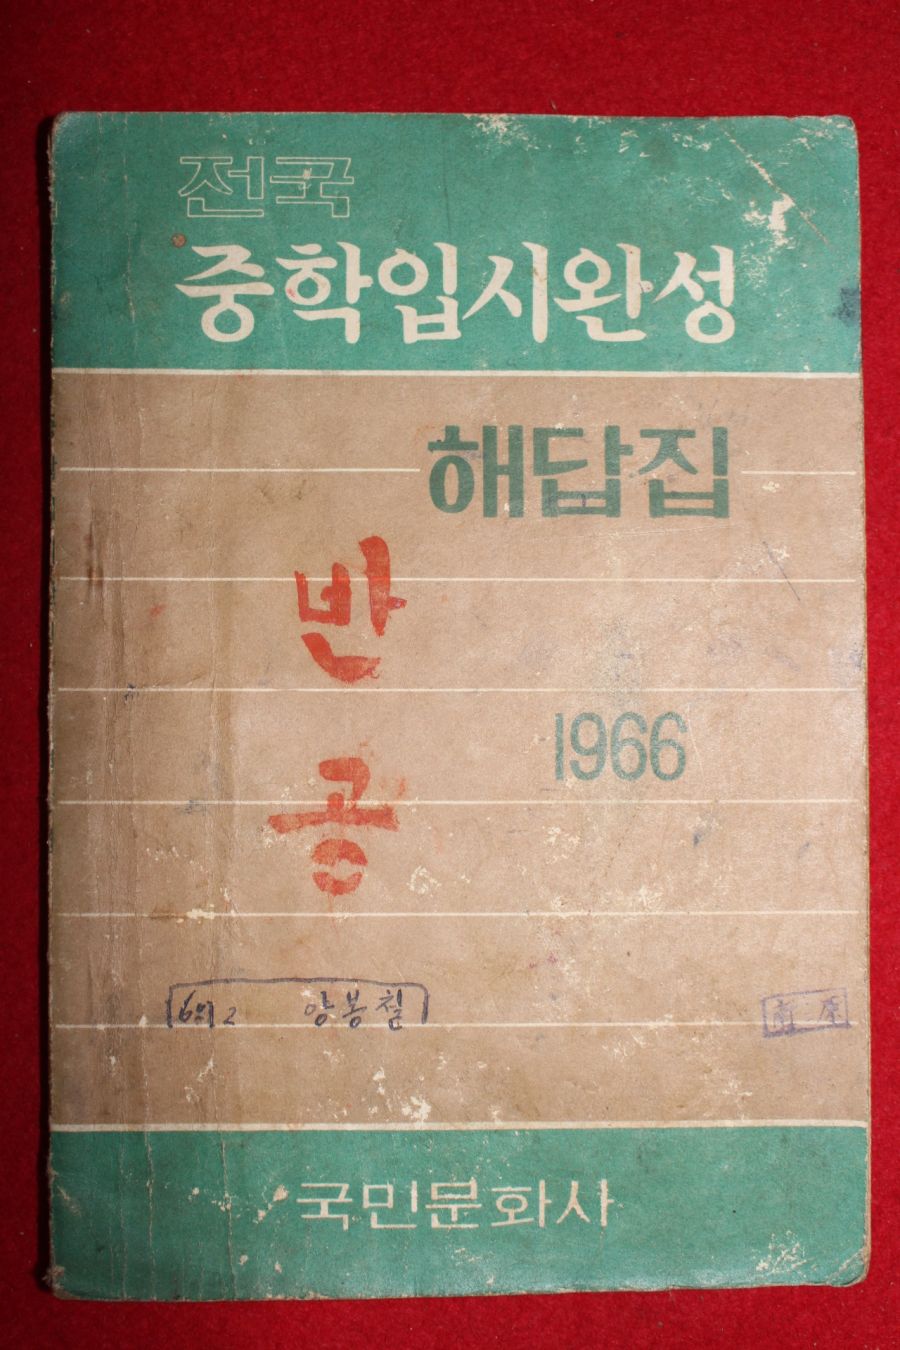 전국
중학입시완성
해답집
반
공
1966
6의2 양봉철
국민문화사